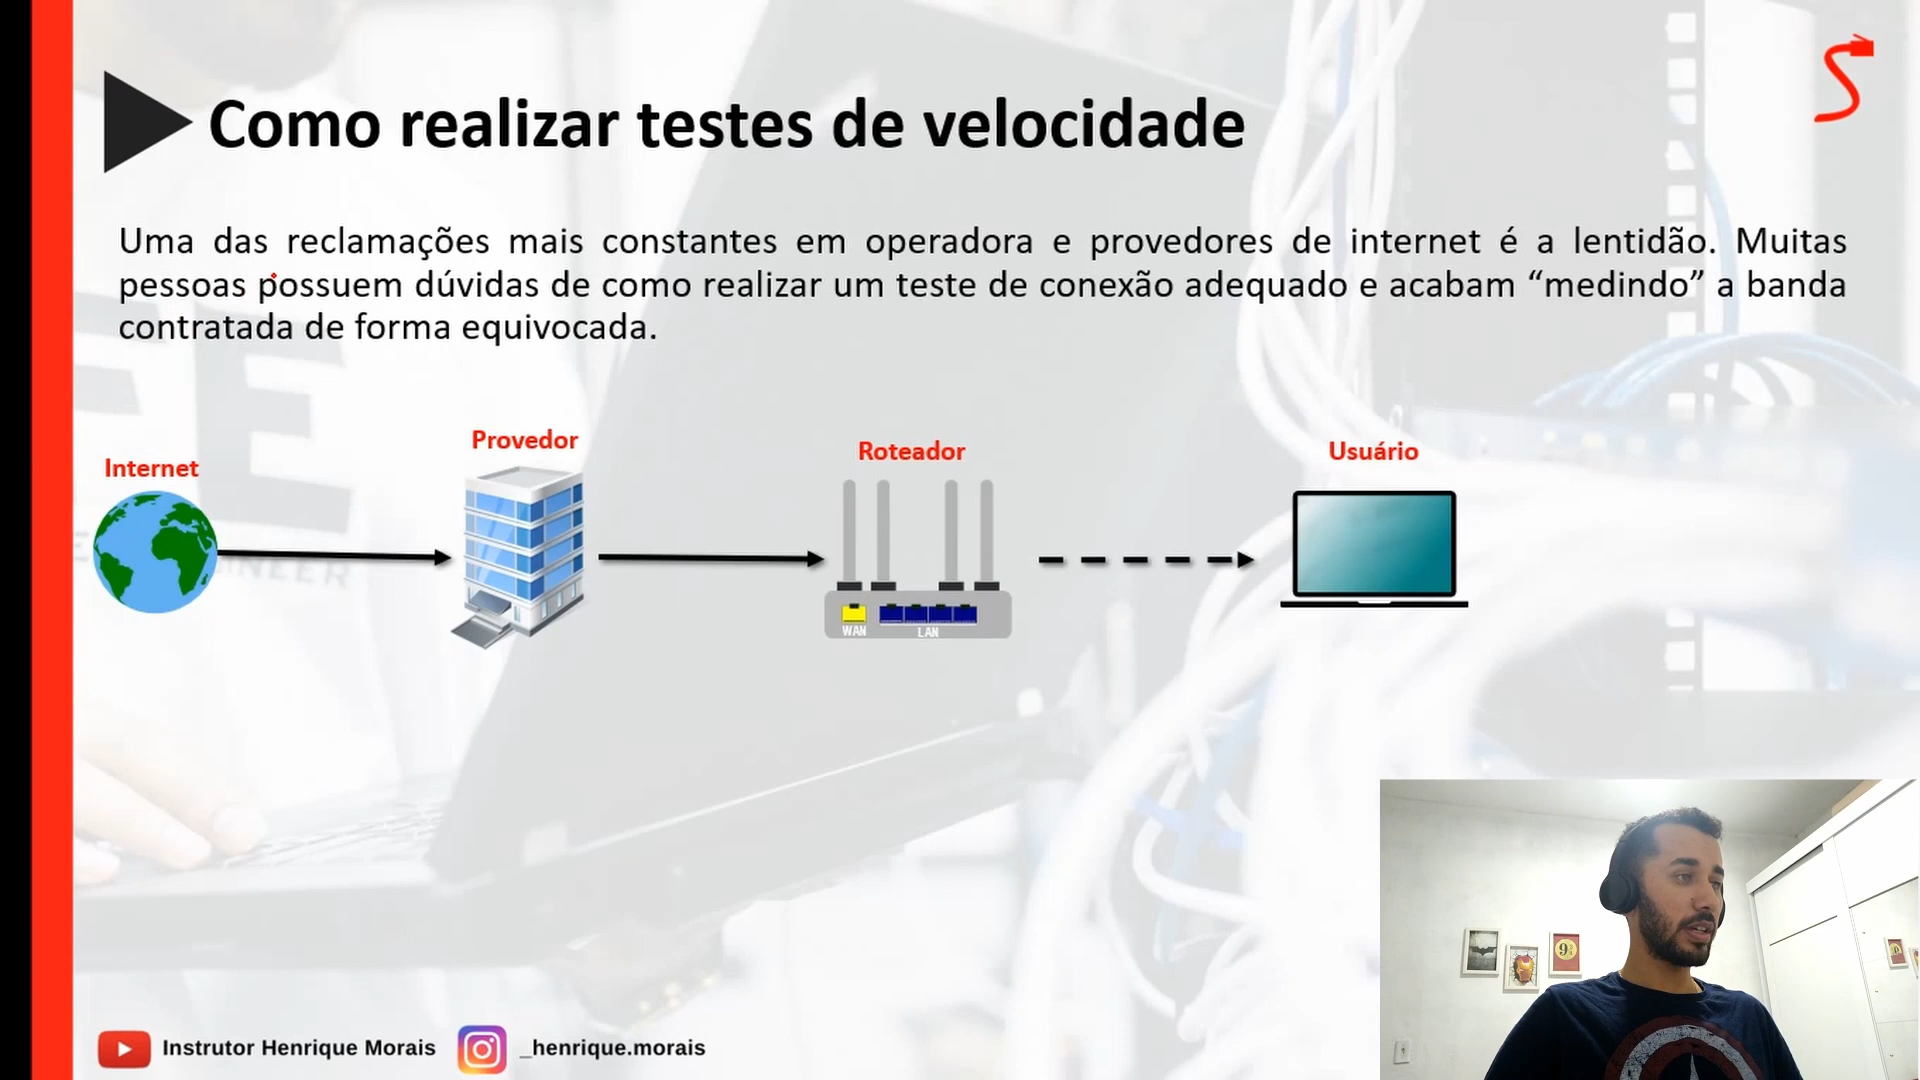 Como realizar testes de velocidade
Uma das reclamações mais constantes em operadora e provedores de internet é a lentidão. Muitas
pessoas possuem dúvidas de como realizar um teste de conexão adequado e acabam “medindo” a banda
contratada de forma equivocada.
Internet
Provedor
Roteador
Usuário
WAN
LAN
Instrutor Henrique Morais
_henrique.morais